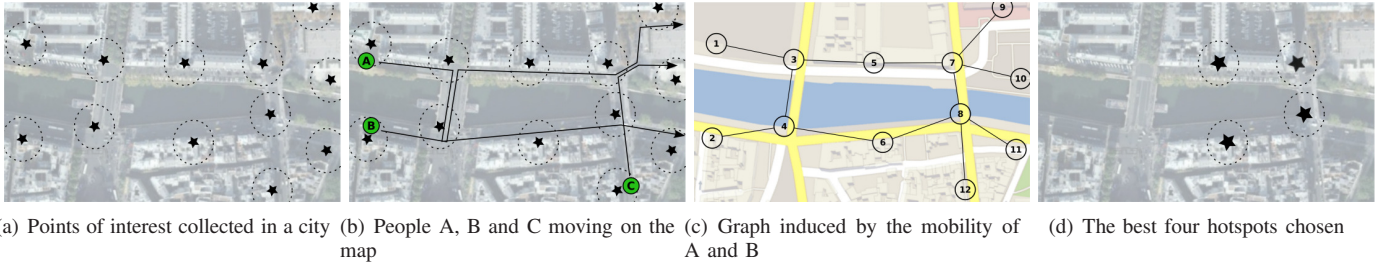 A
B
C
1
2
3
4
5
6
7
8
9
10
11
12
(a) Points of interest collected in a city
(b) People A, B and C moving on the
map
(c) Graph induced by the mobility of
A and B
(d) The best four hotspots chosen